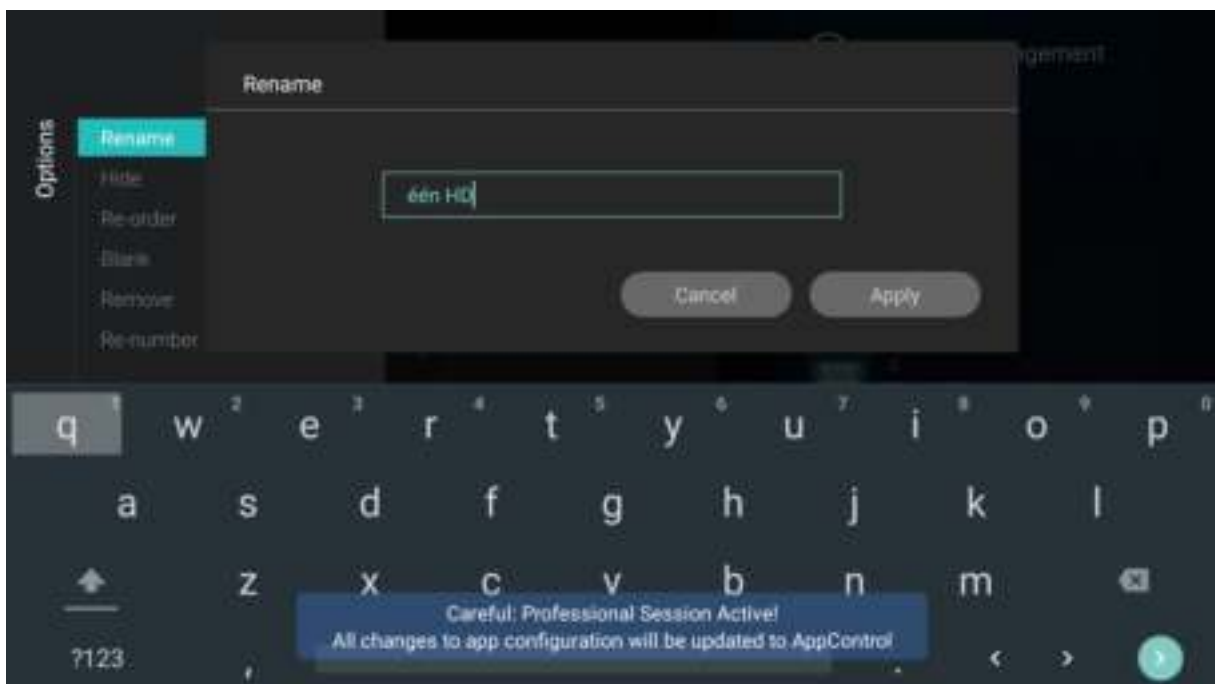 gement
Rename
Options
Rename
Hide
Re-order
Blank
Remove
Re-number
één HD
Cancel
Apply
1 2 3 4 5 6 7 8 9 0
q w e r t y u i o p
a s d f g h j k l
z x c v b n m
Careful: Professional Session Active!
All changes to app configuration will be updated to AppControl
?123 , . < >